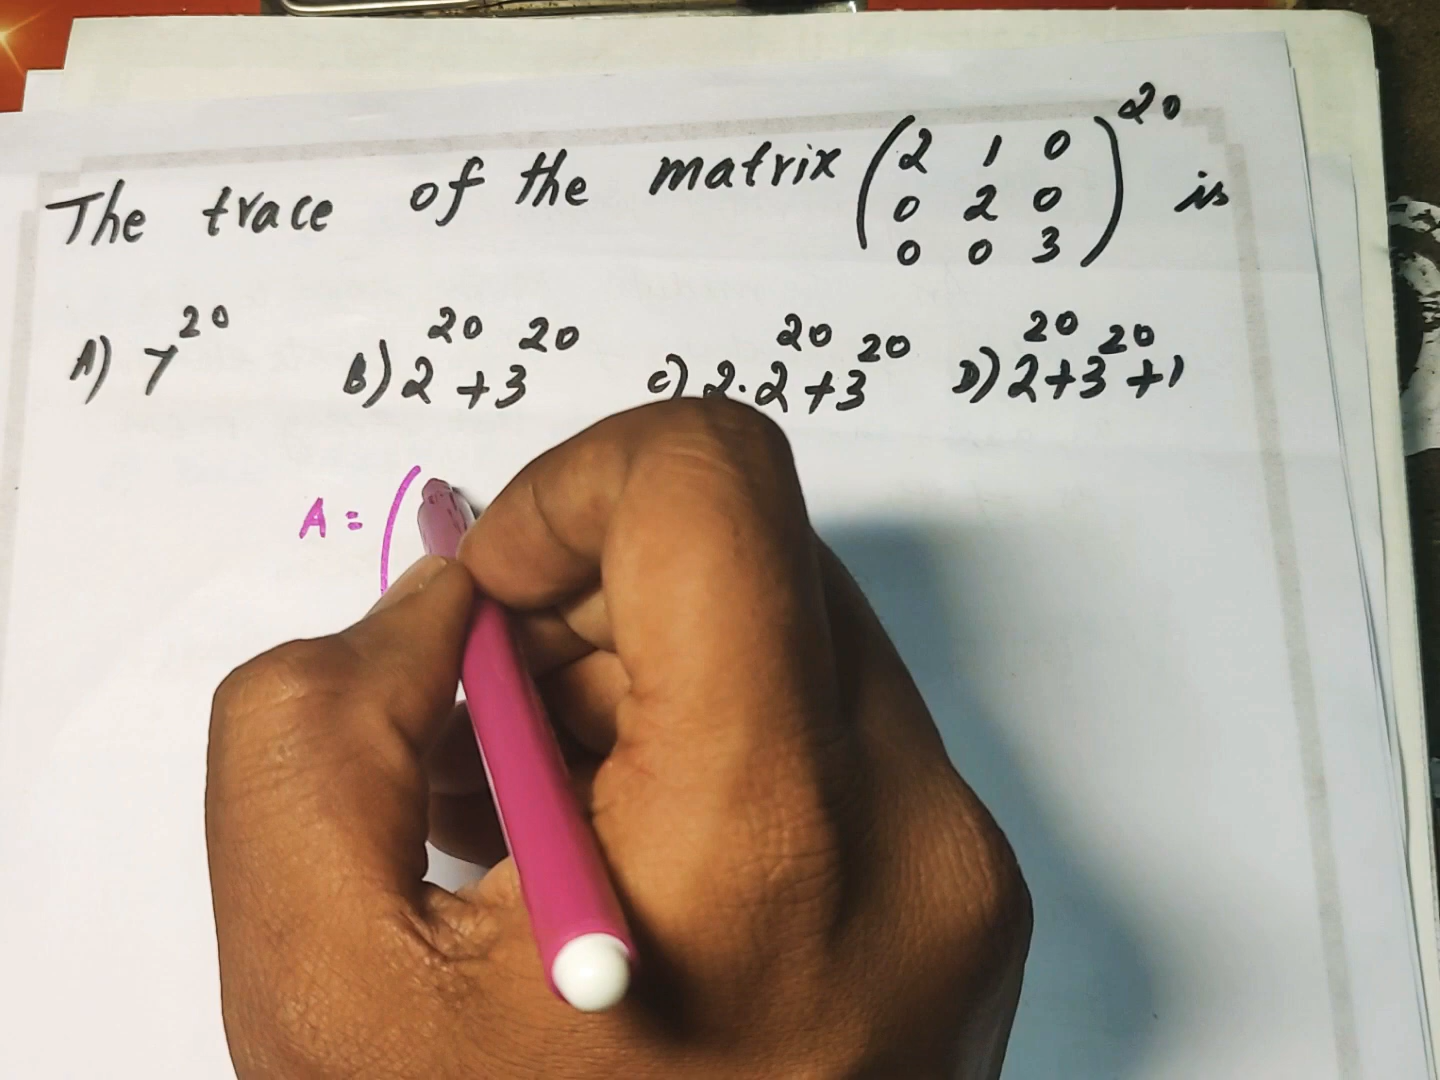 The trace of the matrix (2 1 0
0 2 0
0 0 3)^20 is
A) 7^20 B) 2^20 + 3^20 C) 2·2^20 + 3^20 D) 2^20 + 3^20 + 1
A = (